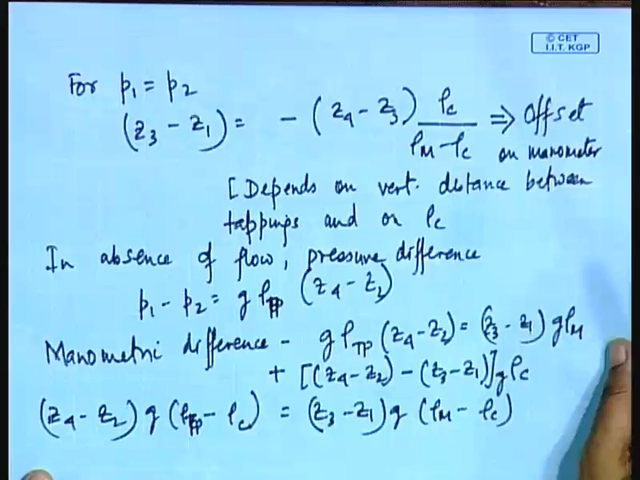 © CET
I.I.T. KGP
For p₁ = p₂
(z₃ - z₁) = - (z₄ - z₃) ρc / (ρM - ρc) ⇒ Offset
on manometer
[Depends on vert. distance between
tappings and on ρc
In absence of flow, pressure difference
p₁ - p₂ = g ρTP (z₄ - z₂)
Manometric difference - g ρTP (z₄ - z₂) = (z₃ - z₁) g ρM
+ [(z₄ - z₂) - (z₃ - z₁)] g ρc
(z₄ - z₂) g (ρTP - ρc) = (z₃ - z₁) g (ρM - ρc)